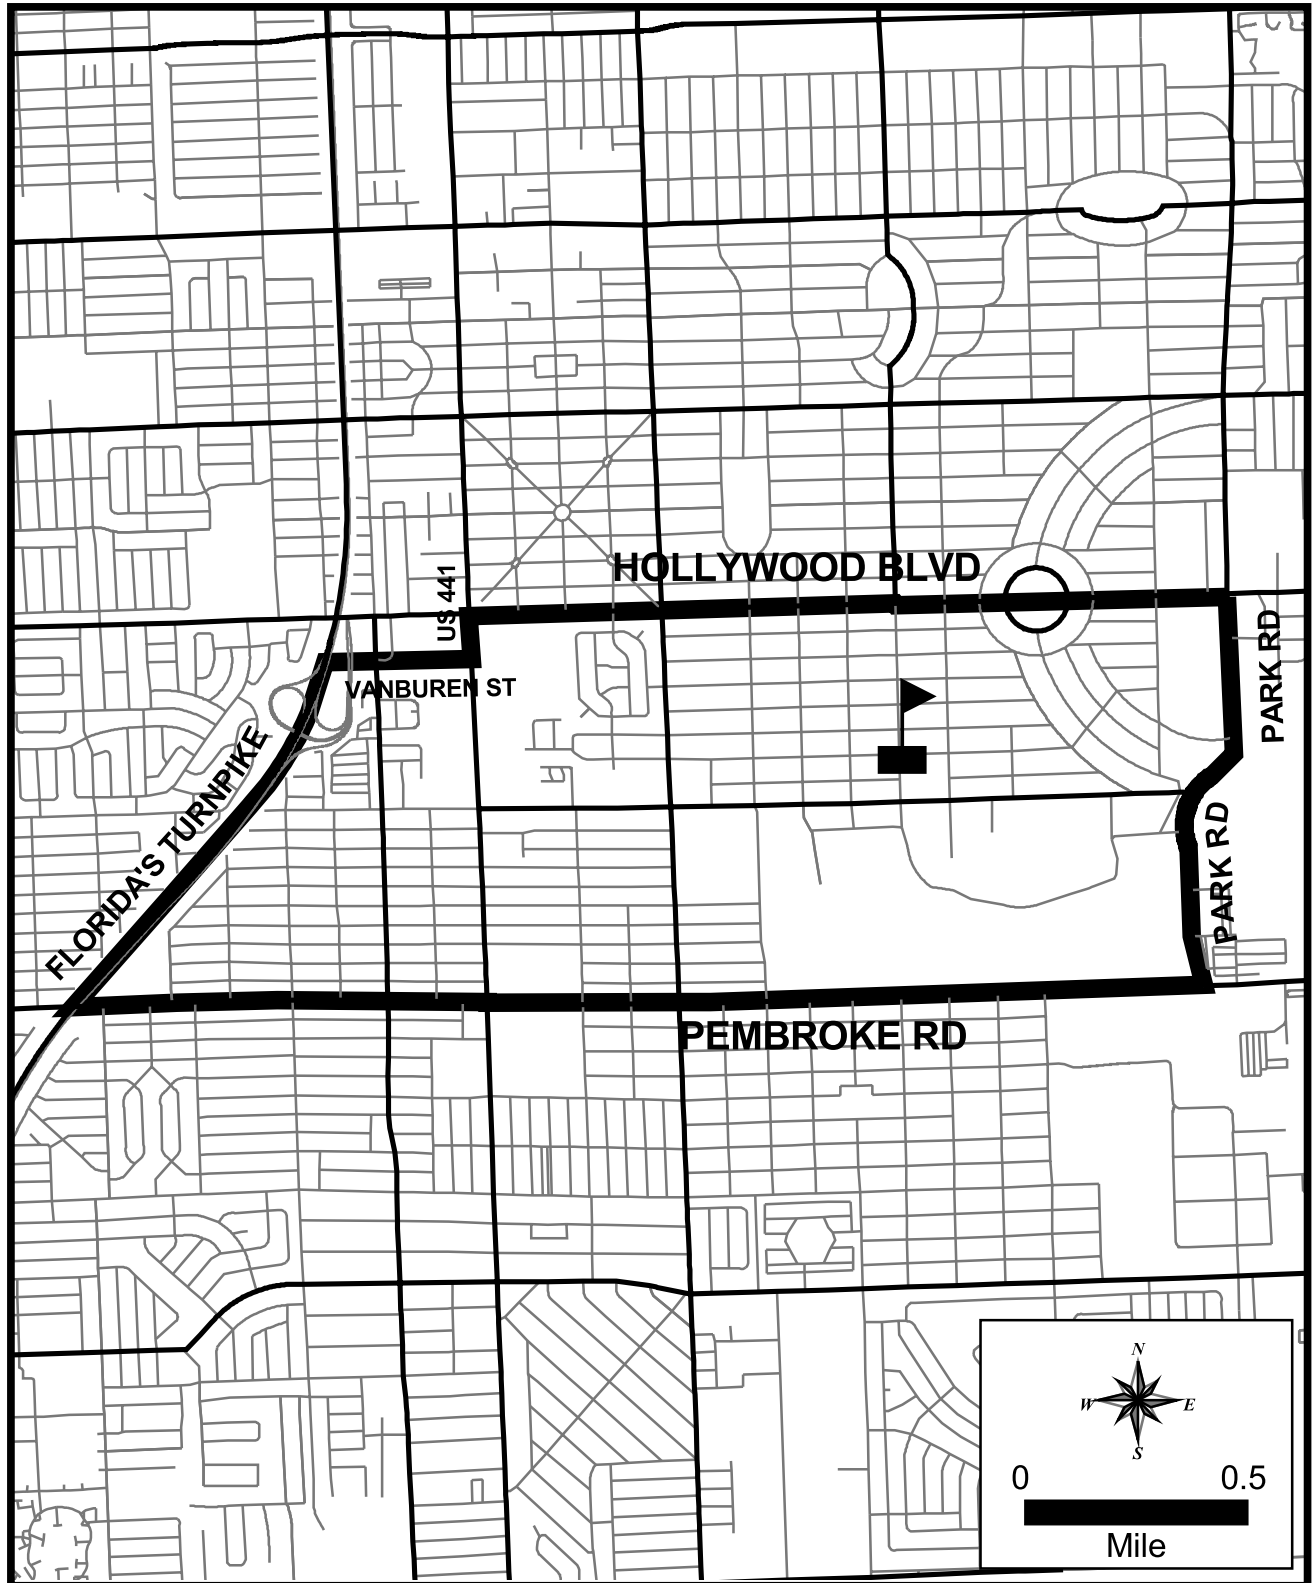 HOLLYWOOD BLVD
US 441
PARK RD
VANBUREN ST
FLORIDA'S TURNPIKE
PARK RD
PEMBROKE RD
N
W E
S
0 0.5
Mile